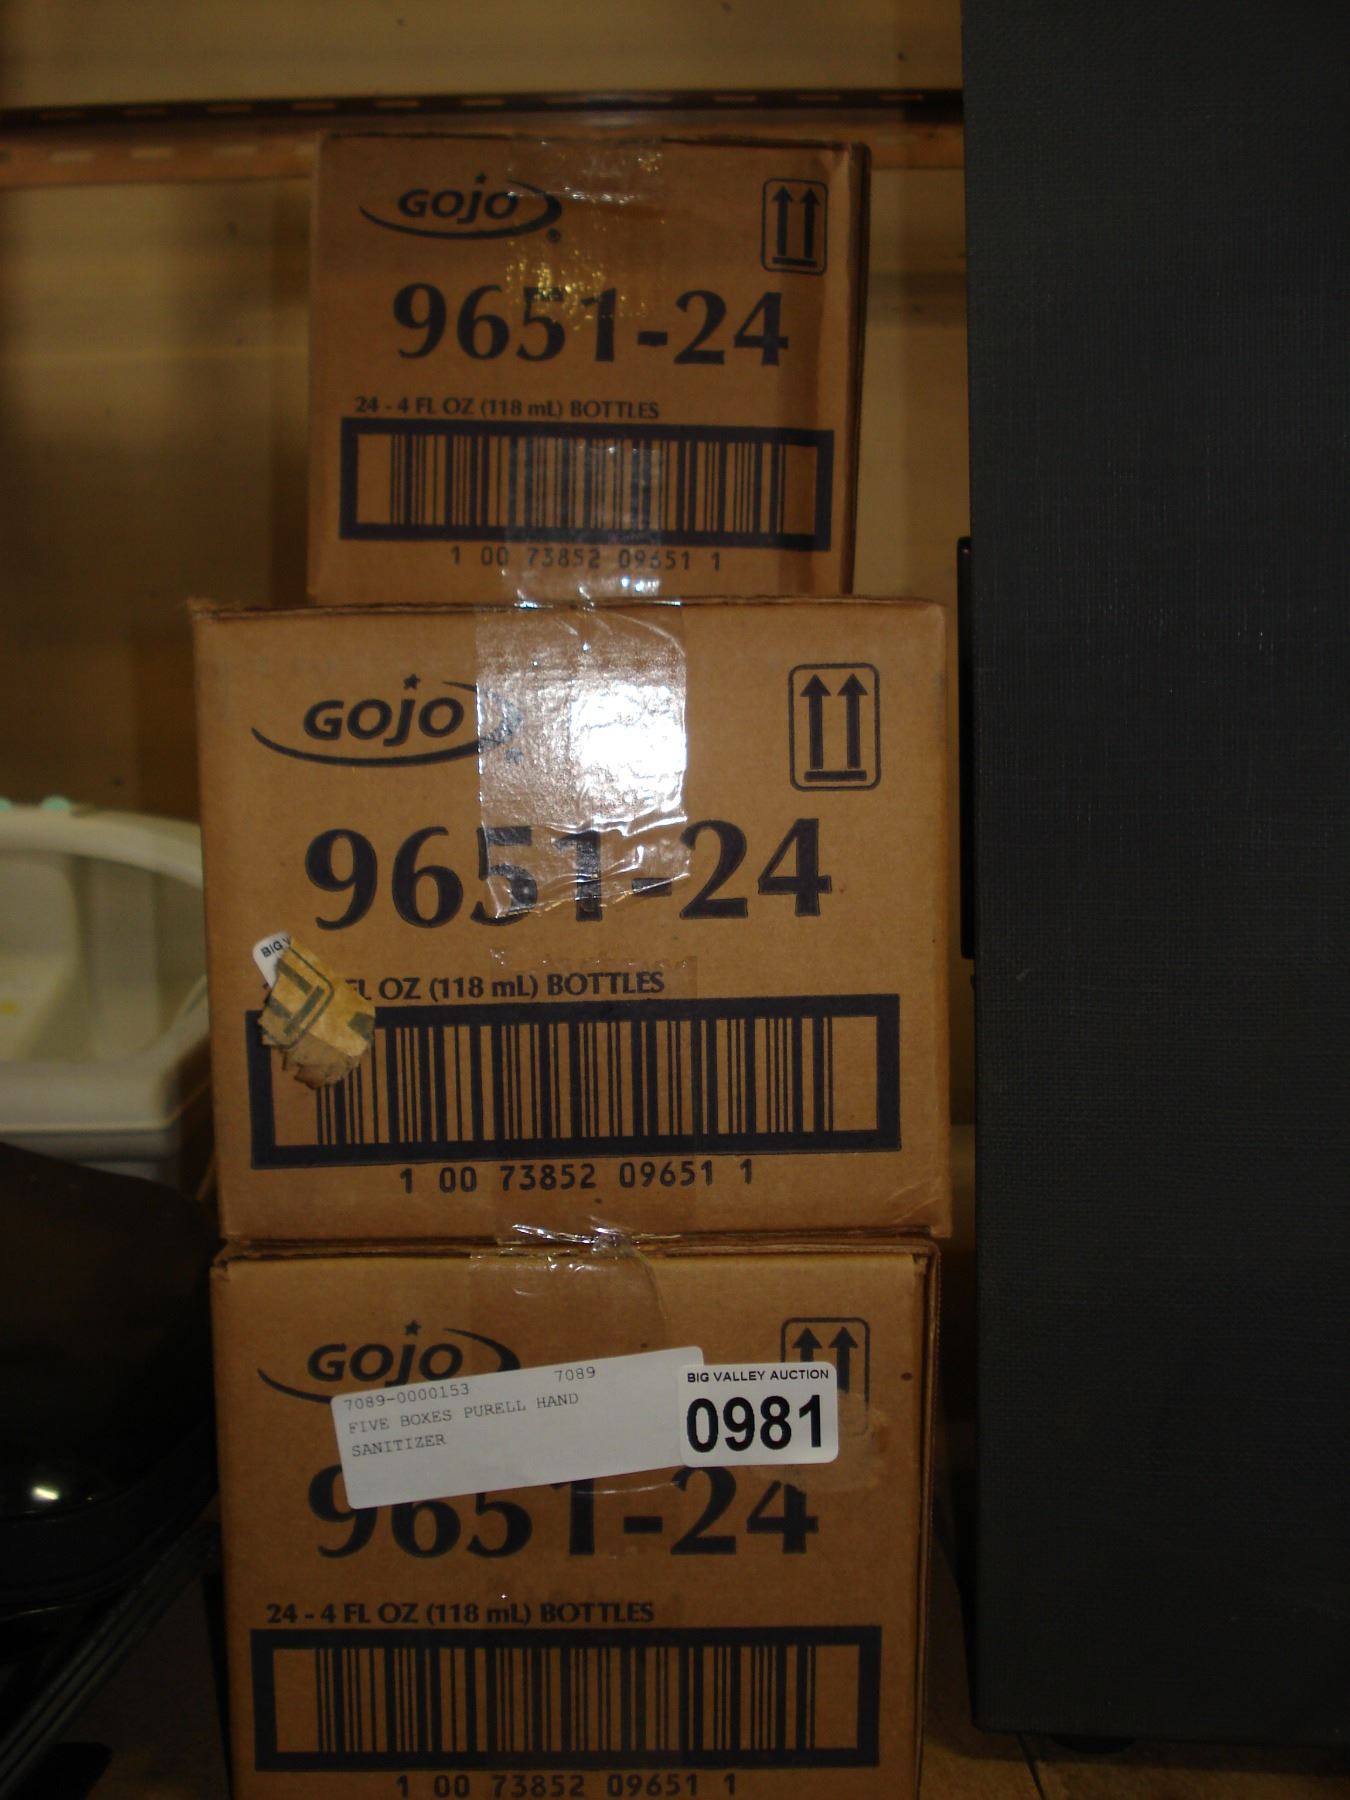 GOJO
9651-24
24 - 4 FL OZ (118 mL) BOTTLES
1 00 73852 09651 1
GOJO
9651-24
BIG V
FL OZ (118 mL) BOTTLES
1 00 73852 09651 1
GOJO
7089-0000153 7089
FIVE BOXES PURELL HAND
SANITIZER
BIG VALLEY AUCTION
0981
9651-24
24 - 4 FL OZ (118 mL) BOTTLES
1 00 73852 09651 1